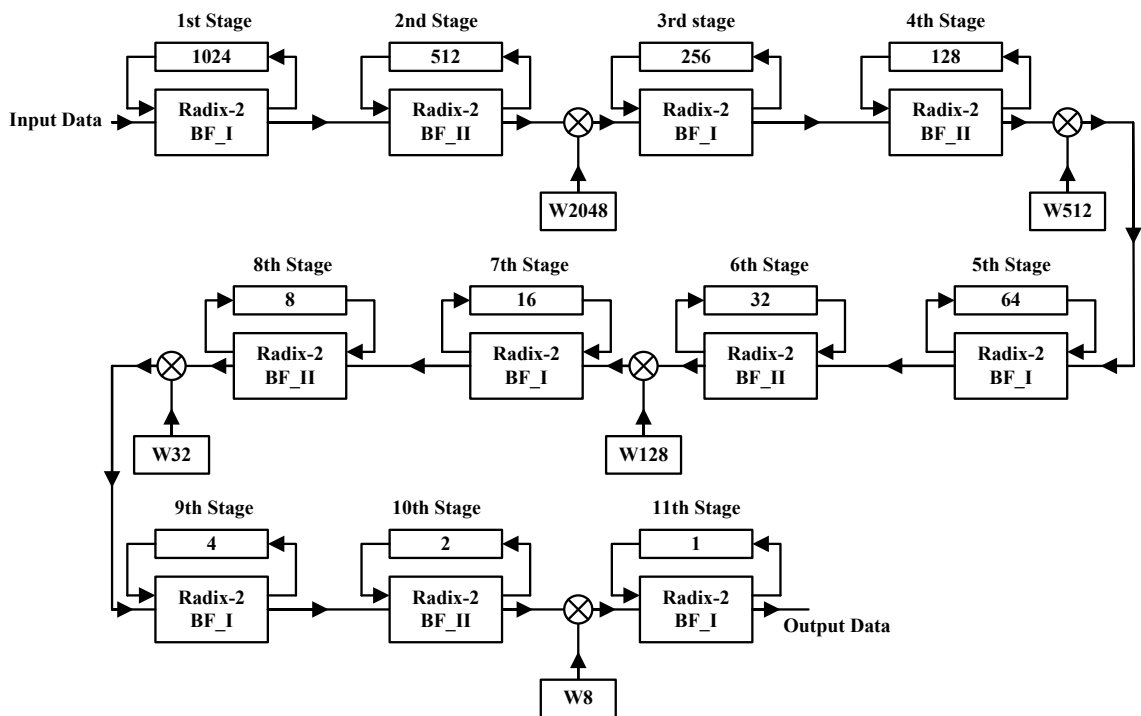 1st Stage
2nd Stage
3rd stage
4th Stage
1024
512
256
128
Input Data
Radix-2
BF_I
Radix-2
BF_II
Radix-2
BF_I
Radix-2
BF_II
W2048
W512
8th Stage
7th Stage
6th Stage
5th Stage
8
16
32
64
Radix-2
BF_II
Radix-2
BF_I
Radix-2
BF_II
Radix-2
BF_I
W32
W128
9th Stage
10th Stage
11th Stage
4
2
1
Radix-2
BF_I
Radix-2
BF_II
Radix-2
BF_I
Output Data
W8